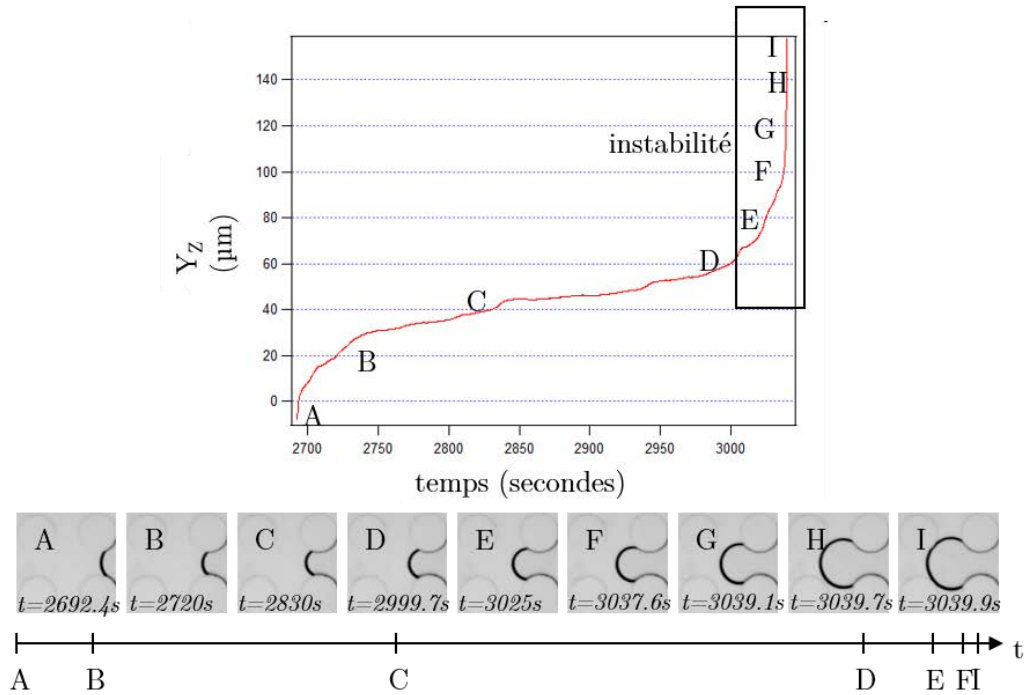 I
140
H
120
G
instabilité
100
F
80
E
Y_Z
(µm)
60
D
40
C
20
B
0
A
2700 2750 2800 2850 2900 2950 3000
temps (secondes)
A B C D E F G H I
t=2692.4s t=2720s t=2830s t=2999.7s t=3025s t=3037.6s t=3039.1s t=3039.7s t=3039.9s
t
A B C D E F I